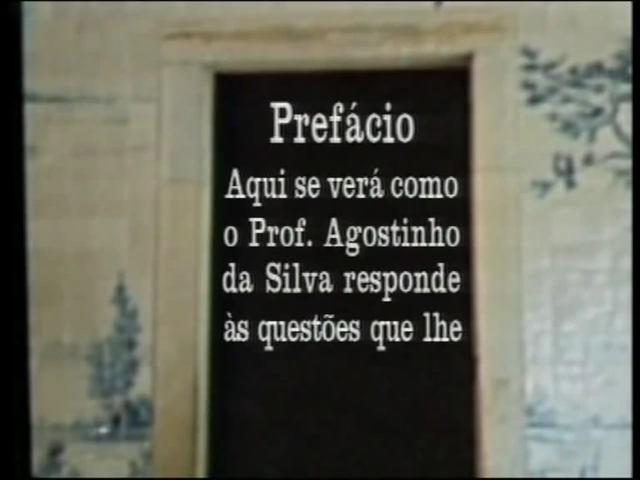 Prefácio
Aqui se verá como
o Prof. Agostinho
da Silva responde
às questões que lhe